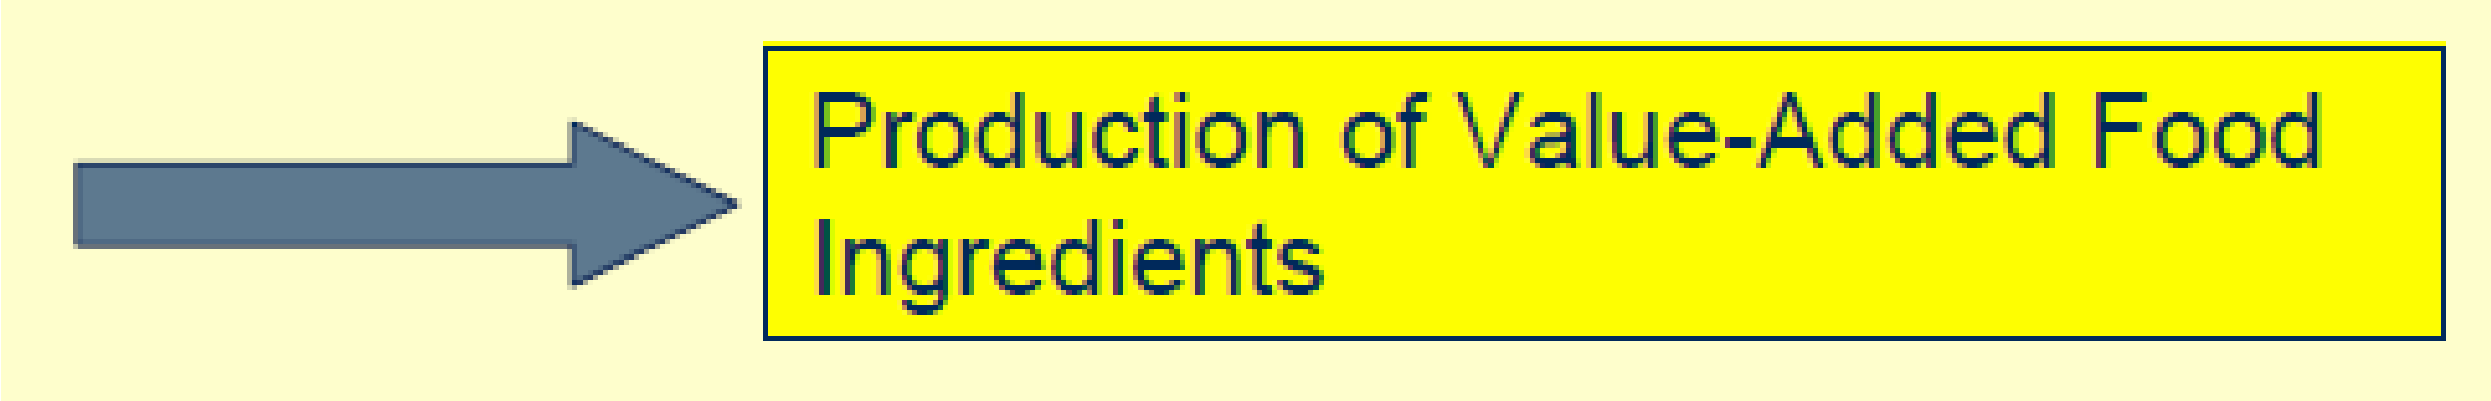 Production of Value-Added Food
Ingredients